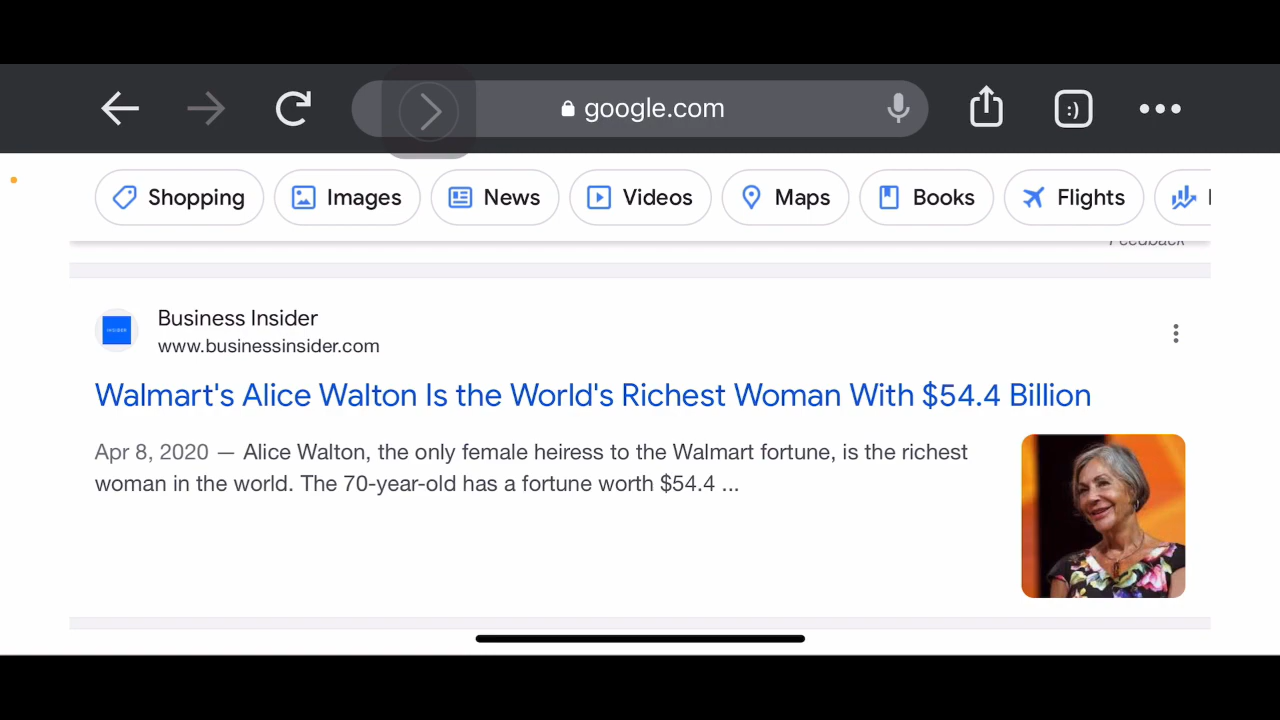 google.com
:)
Shopping
Images
News
Videos
Maps
Books
Flights
Feedback
Business Insider
www.businessinsider.com
Walmart's Alice Walton Is the World's Richest Woman With $54.4 Billion
Apr 8, 2020 — Alice Walton, the only female heiress to the Walmart fortune, is the richest
woman in the world. The 70-year-old has a fortune worth $54.4 ...